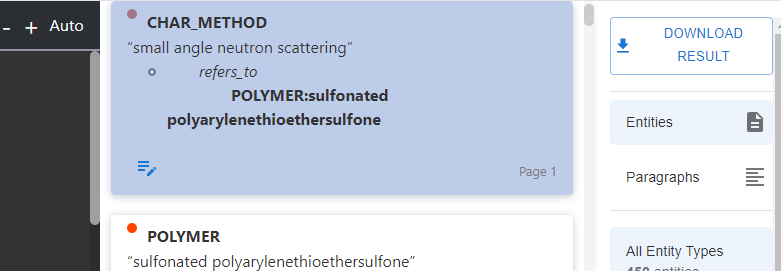 - + Auto
CHAR_METHOD
“small angle neutron scattering”
refers_to
POLYMER:sulfonated
polyarylenethioethersulfone
Page 1
POLYMER
“sulfonated polyarylenethioethersulfone”
DOWNLOAD
RESULT
Entities
Paragraphs
All Entity Types